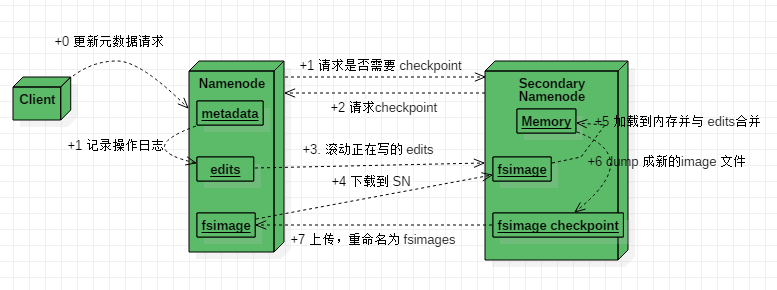 +0 更新元数据请求
Client
Namenode
metadata
+1 记录操作日志
edits
fsimage
+1 请求是否需要 checkpoint
+2 请求checkpoint
+3. 滚动正在写的 edits
+4 下载到 SN
+7 上传，重命名为 fsimages
Secondary
Namenode
Memory
+5 加载到内存并与 edits合并
fsimage
+6 dump 成新的image 文件
fsimage checkpoint